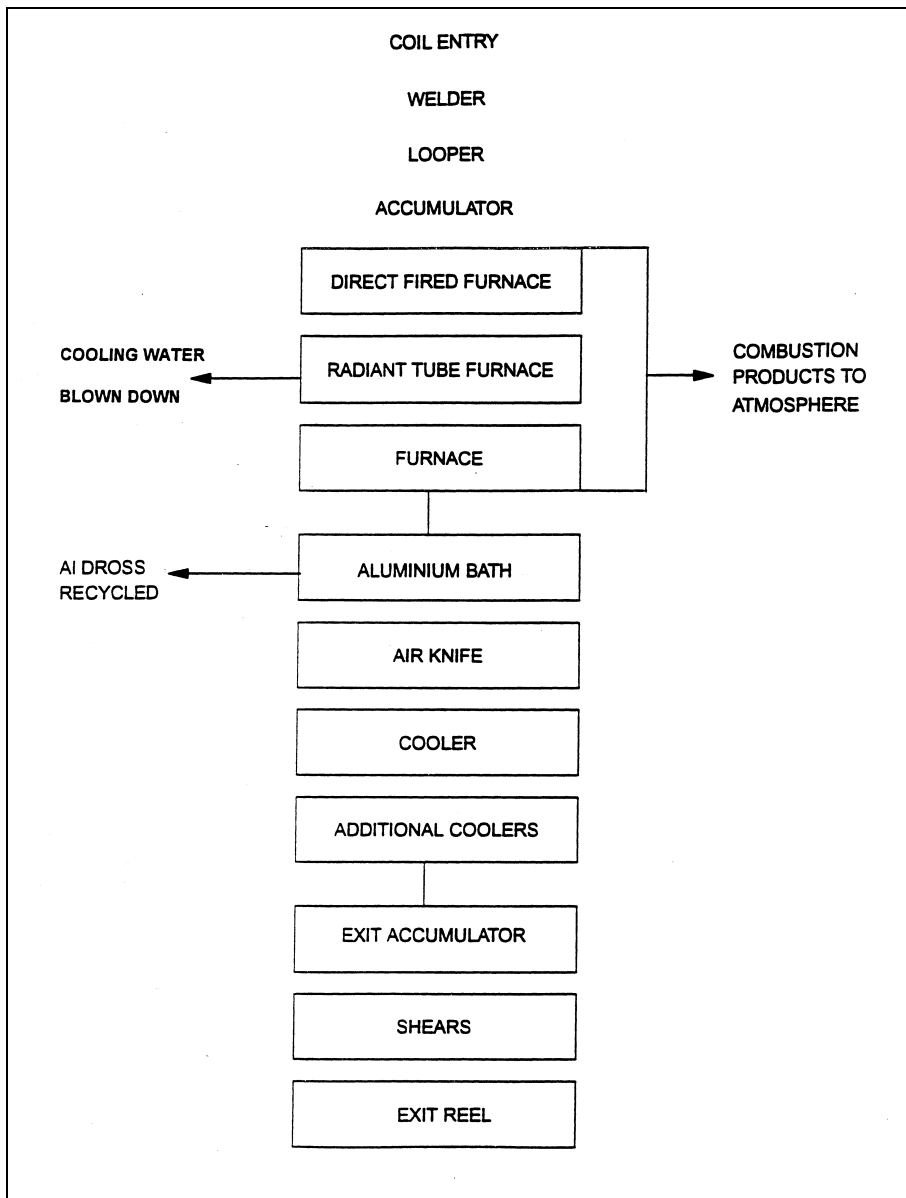 COIL ENTRY
WELDER
LOOPER
ACCUMULATOR
DIRECT FIRED FURNACE
COOLING WATER
BLOWN DOWN
RADIANT TUBE FURNACE
COMBUSTION
PRODUCTS TO
ATMOSPHERE
FURNACE
Al DROSS
RECYCLED
ALUMINIUM BATH
AIR KNIFE
COOLER
ADDITIONAL COOLERS
EXIT ACCUMULATOR
SHEARS
EXIT REEL